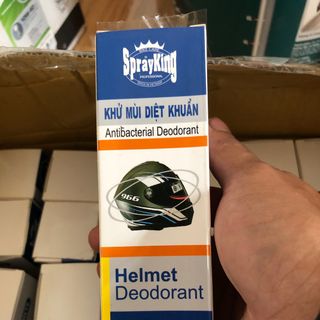 SprayKing
PROFESSIONAL
KHỬ MÙI DIỆT KHUẨN
Antibacterial Deodorant
966
Helmet
Deodorant